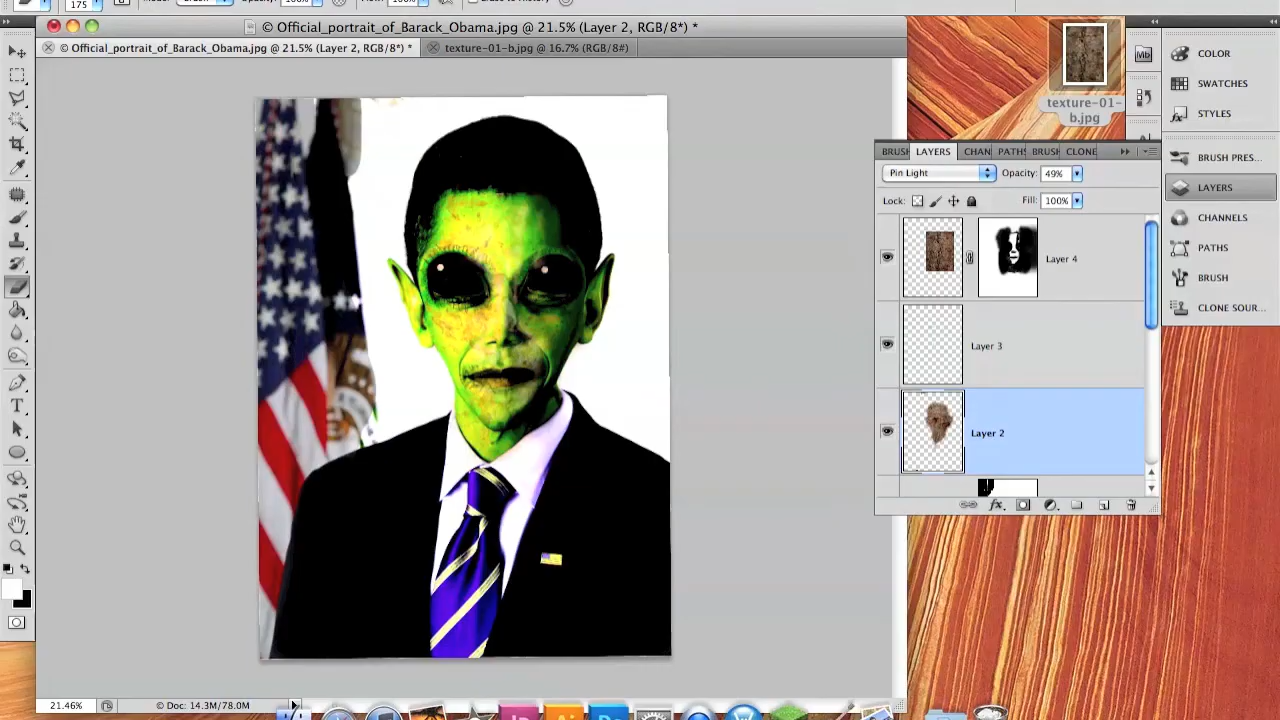 175
© Official_portrait_of_Barack_Obama.jpg @ 21.5% (Layer 2, RGB/8*) *
© Official_portrait_of_Barack_Obama.jpg @ 21.5% (Layer 2, RGB/8*) *
texture-01-b.jpg @ 16.7% (RGB/8#)
texture-01-
b.jpg
Mb
COLOR
SWATCHES
STYLES
BRUSH PRES...
LAYERS
CHANNELS
PATHS
BRUSH
CLONE SOUR...
BRUSH
LAYERS
CHAN
PATHS
BRUSH
CLONE
Pin Light
Opacity: 49%
Lock:
Fill: 100%
Layer 4
Layer 3
Layer 2
fx
21.46%
© Doc: 14.3M/78.0M